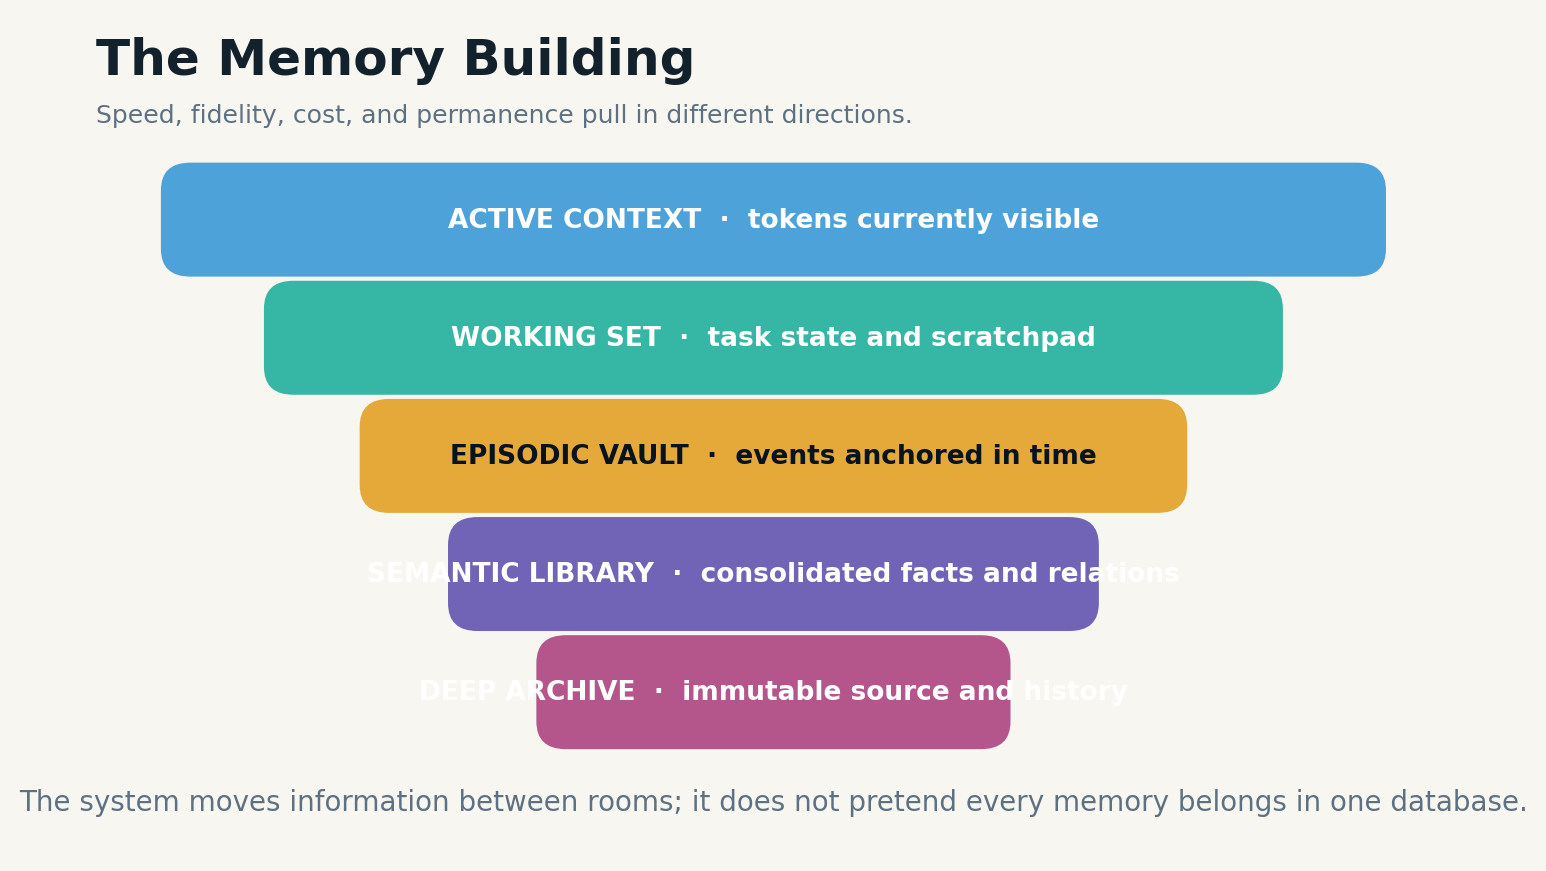 The Memory Building
Speed, fidelity, cost, and permanence pull in different directions.
ACTIVE CONTEXT · tokens currently visible
WORKING SET · task state and scratchpad
EPISODIC VAULT · events anchored in time
SEMANTIC LIBRARY · consolidated facts and relations
DEEP ARCHIVE · immutable source and history
The system moves information between rooms; it does not pretend every memory belongs in one database.